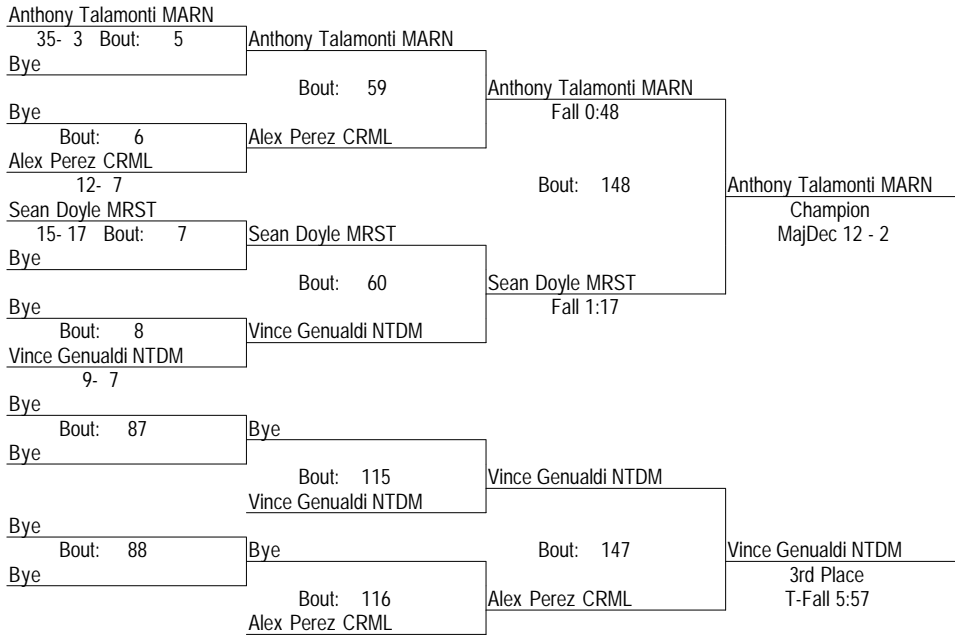 Anthony Talamonti MARN
35- 3 Bout: 5
Anthony Talamonti MARN
Bye
Bout: 59
Anthony Talamonti MARN
Bye
Fall 0:48
Bout: 6
Alex Perez CRML
Alex Perez CRML
12- 7
Bout: 148
Anthony Talamonti MARN
Sean Doyle MRST
Champion
15- 17 Bout: 7
Sean Doyle MRST
MajDec 12 - 2
Bye
Bout: 60
Sean Doyle MRST
Bye
Fall 1:17
Bout: 8
Vince Genualdi NTDM
Vince Genualdi NTDM
9- 7
Bye
Bout: 87
Bye
Bye
Bout: 115
Vince Genualdi NTDM
Vince Genualdi NTDM
Bye
Bout: 88
Bye
Bout: 147
Vince Genualdi NTDM
Bye
3rd Place
Bout: 116
Alex Perez CRML
T-Fall 5:57
Alex Perez CRML